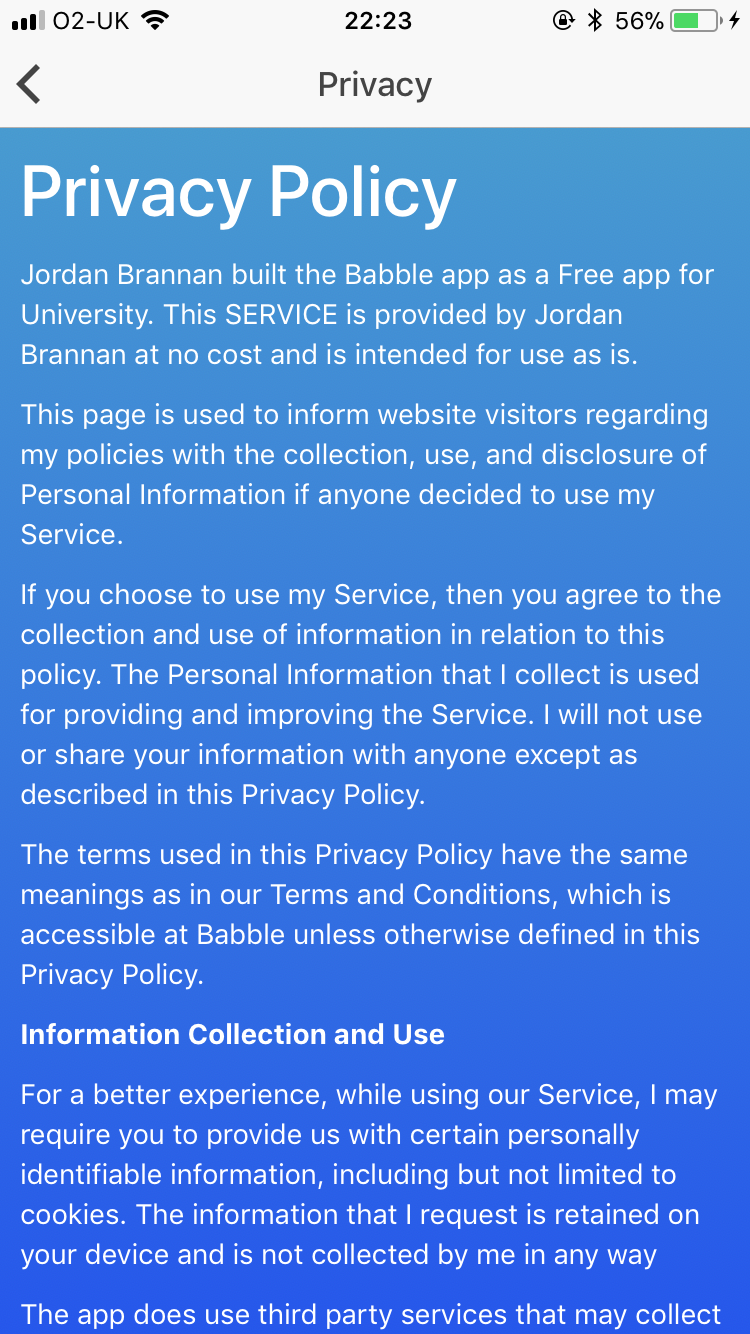 O2-UK 22:23 56%
Privacy
Privacy Policy
Jordan Brannan built the Babble app as a Free app for
University. This SERVICE is provided by Jordan
Brannan at no cost and is intended for use as is.
This page is used to inform website visitors regarding
my policies with the collection, use, and disclosure of
Personal Information if anyone decided to use my
Service.
If you choose to use my Service, then you agree to the
collection and use of information in relation to this
policy. The Personal Information that I collect is used
for providing and improving the Service. I will not use
or share your information with anyone except as
described in this Privacy Policy.
The terms used in this Privacy Policy have the same
meanings as in our Terms and Conditions, which is
accessible at Babble unless otherwise defined in this
Privacy Policy.
Information Collection and Use
For a better experience, while using our Service, I may
require you to provide us with certain personally
identifiable information, including but not limited to
cookies. The information that I request is retained on
your device and is not collected by me in any way
The app does use third party services that may collect